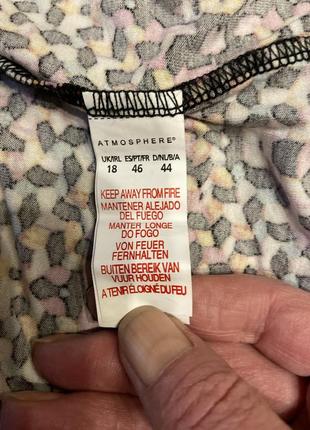 ATMOSPHERE®
UK/IRL ES/PT/FR D/NL/B/A
18 46 44
KEEP AWAY FROM FIRE
MANTENER ALEJADO
DEL FUEGO
MANTER LONGE
DO FOGO
VON FEUER
FERNHALTEN
BUITEN BEREIK VAN
VUUR HOUDEN
A TENIR ÉLOIGNÉ DU FEU